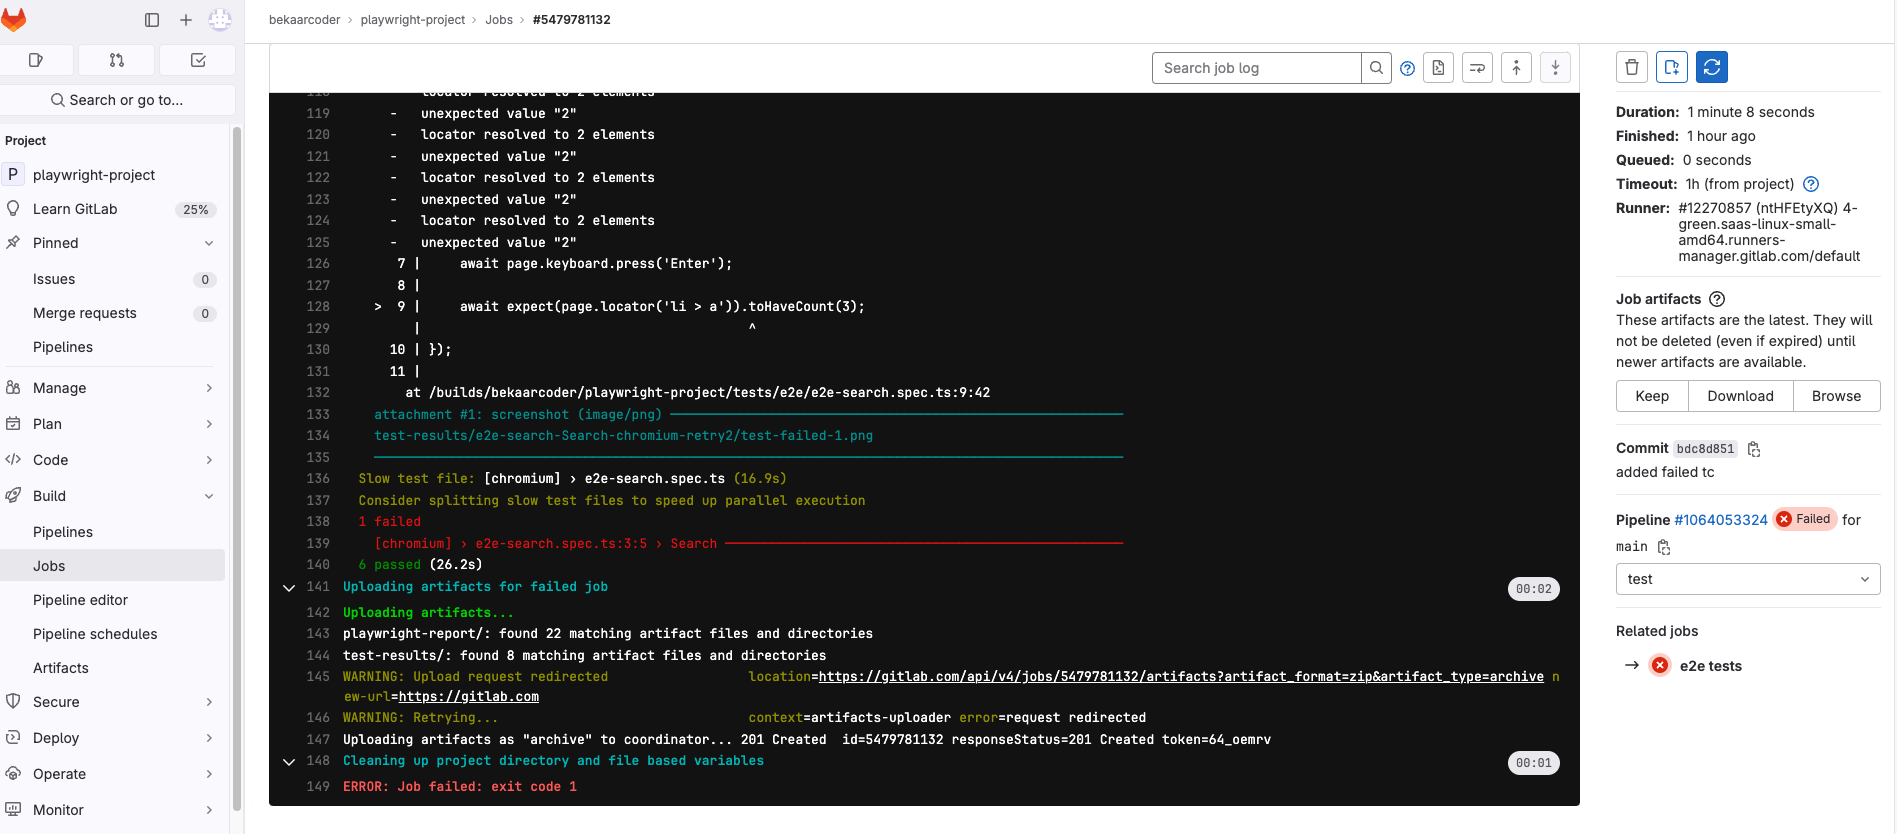 bekaarcoder › playwright-project › Jobs › #5479781132
Search or go to...
Project
P playwright-project
Learn GitLab 25%
Pinned
Issues 0
Merge requests 0
Pipelines
Manage
Plan
Code
Build
Pipelines
Jobs
Pipeline editor
Pipeline schedules
Artifacts
Secure
Deploy
Operate
Monitor
Search job log
118 locator resolved to 2 elements
119 - unexpected value "2"
120 - locator resolved to 2 elements
121 - unexpected value "2"
122 - locator resolved to 2 elements
123 - unexpected value "2"
124 - locator resolved to 2 elements
125 - unexpected value "2"
126 7 | await page.keyboard.press('Enter');
127 8 |
128 > 9 | await expect(page.locator('li > a')).toHaveCount(3);
129 | ^
130 10 | });
131 11 |
132 at /builds/bekaarcoder/playwright-project/tests/e2e/e2e-search.spec.ts:9:42
133 attachment #1: screenshot (image/png) ──────────
134 test-results/e2e-search-Search-chromium-retry2/test-failed-1.png
135 ──────────
136 Slow test file: [chromium] › e2e-search.spec.ts (16.9s)
137 Consider splitting slow test files to speed up parallel execution
138 1 failed
139 [chromium] › e2e-search.spec.ts:3:5 › Search ──────────
140 6 passed (26.2s)
141 Uploading artifacts for failed job 00:02
142 Uploading artifacts...
143 playwright-report/: found 22 matching artifact files and directories
144 test-results/: found 8 matching artifact files and directories
145 WARNING: Upload request redirected location=https://gitlab.com/api/v4/jobs/5479781132/artifacts?artifact_format=zip&artifact_type=archive n
ew-url=https://gitlab.com
146 WARNING: Retrying... context=artifacts-uploader error=request redirected
147 Uploading artifacts as "archive" to coordinator... 201 Created id=5479781132 responseStatus=201 Created token=64_oemrv
148 Cleaning up project directory and file based variables 00:01
149 ERROR: Job failed: exit code 1
Duration: 1 minute 8 seconds
Finished: 1 hour ago
Queued: 0 seconds
Timeout: 1h (from project)
Runner: #12270857 (ntHFEtyXQ) 4-
green.saas-linux-small-
amd64.runners-
manager.gitlab.com/default
Job artifacts
These artifacts are the latest. They will
not be deleted (even if expired) until
newer artifacts are available.
Keep Download Browse
Commit bdc8d851
added failed tc
Pipeline #1064053324 Failed for
main
test
Related jobs
→ e2e tests